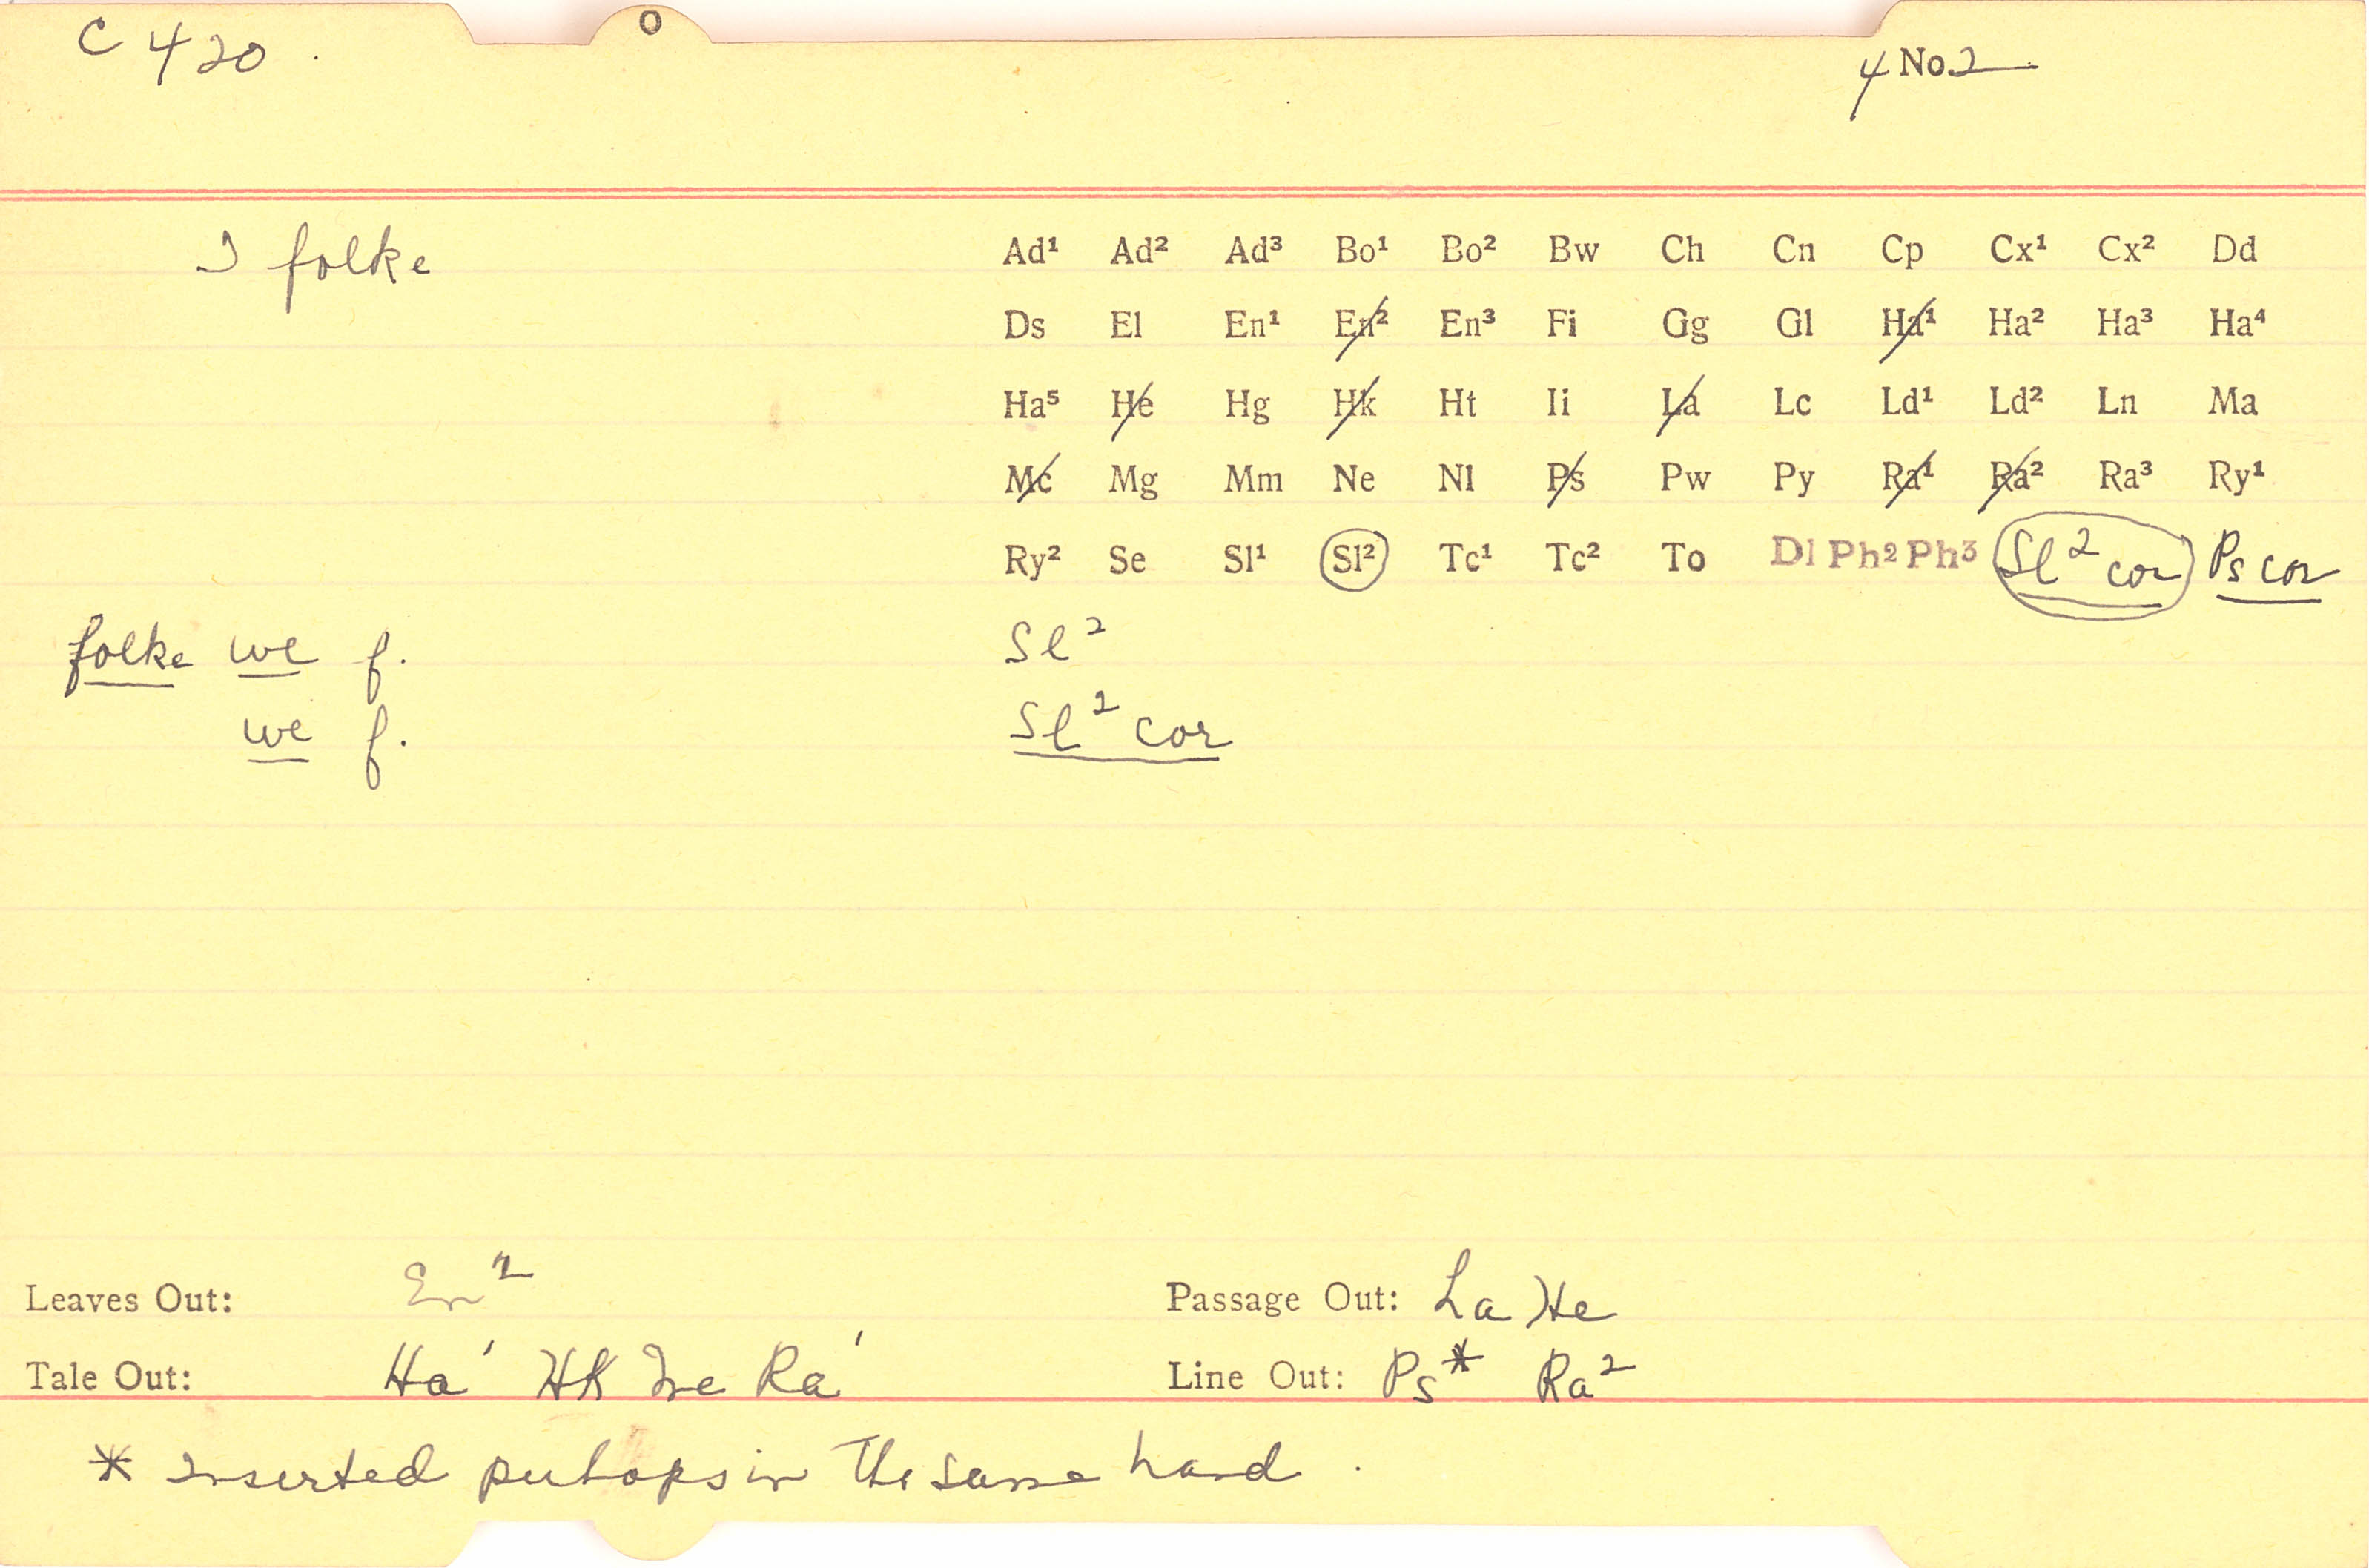 C 420 .
4 No 2
I folke
Ad¹ Ad² Ad³ Bo¹ Bo² Bw Ch Cn Cp Cx¹ Cx² Dd
Ds El En¹ En² En³ Fi Gg Gl Ha¹ Ha² Ha³ Ha⁴
Ha⁵ He Hg Hk Ht Ii La Lc Ld¹ Ld² Ln Ma
Mc Mg Mm Ne Nl Ps Pw Py Ra¹ Ra² Ra³ Ry¹
Ry² Se Sl¹ Sl² Tc¹ Tc² To Dl Ph² Ph³ Sl² cor Ps cor
folke we f. Sl²
we f. Sl² cor
Leaves Out: En² Passage Out: La He
Tale Out: Ha¹ Hk Mc Ra¹ Line Out: Ps* Ra²
* inserted perhaps in the same hand .